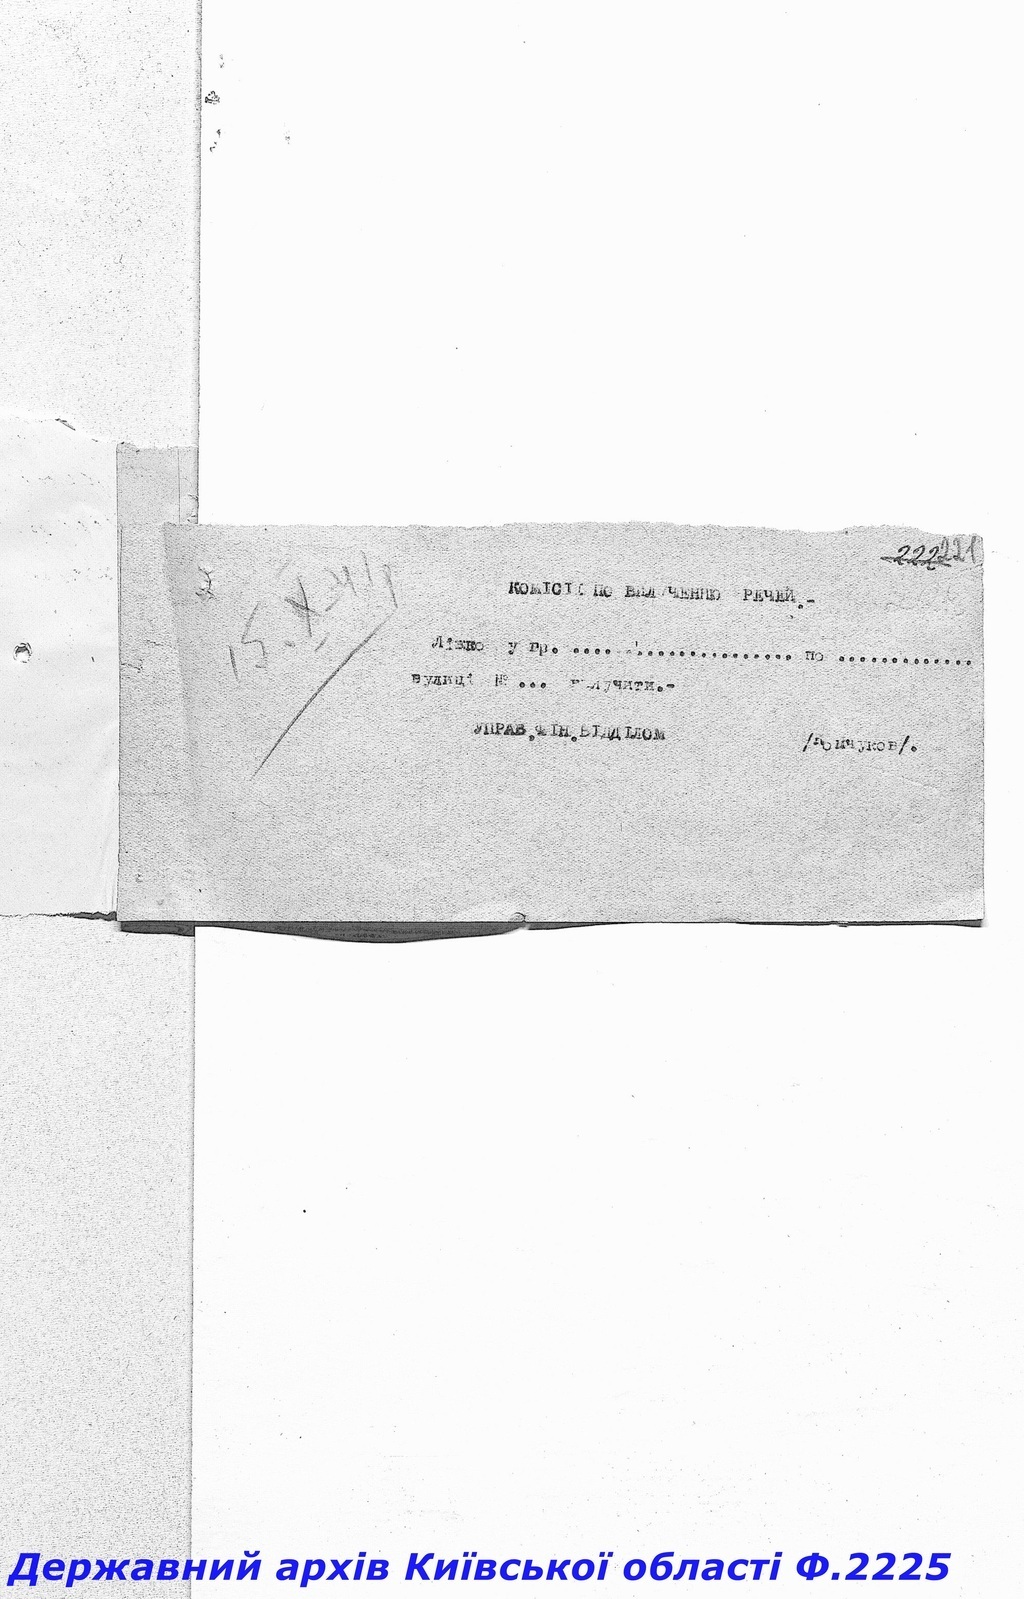 222 221
КОМІСІЇ ПО ВИЛУЧЕННЮ РЕЧЕЙ.-
15.X
Ліжко у гр. .................... по .............
вулиці № ... вилучити.-
УПРАВ.ФІН.ВІДДІЛОМ
Державний архів Київської області Ф.2225